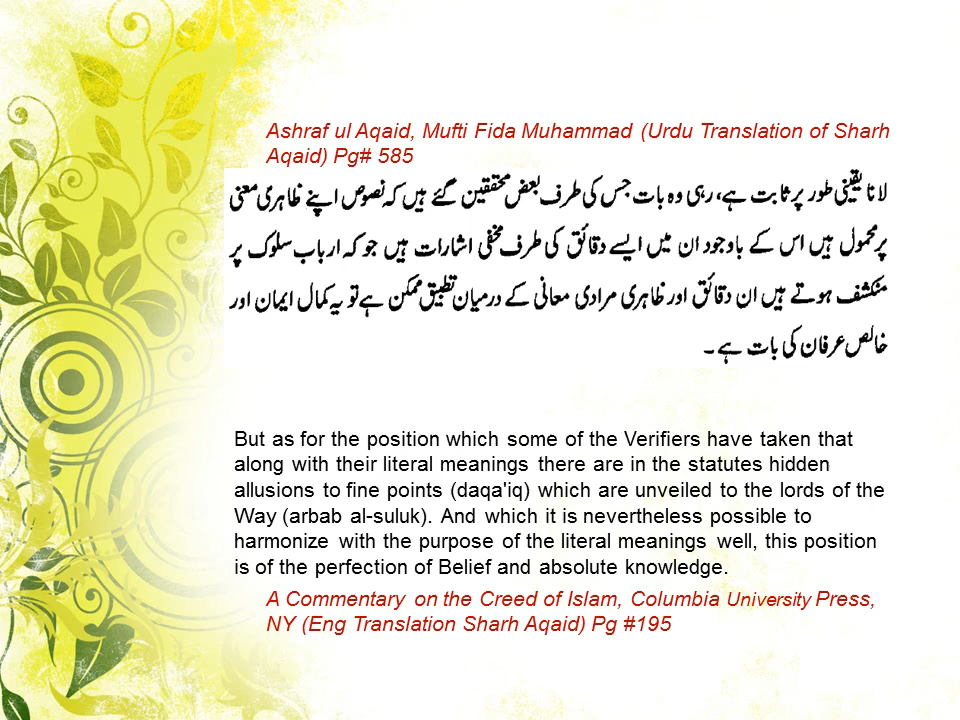 Ashraf ul Aqaid, Mufti Fida Muhammad (Urdu Translation of Sharh
Aqaid) Pg# 585
لانا یقینی طور پر ثابت ہے، رہی وہ بات جس کی طرف بعض محققین گئے ہیں کہ نصوص اپنے ظاہری معنی
پر محمول ہیں اس کے باوجود ان میں ایسے دقائق کی طرف مخفی اشارات ہیں جو کہ ارباب سلوک پر
منکشف ہوتے ہیں ان دقائق اور ظاہری مرادی معانی کے درمیان تطبیق ممکن ہے تو یہ کمال ایمان اور
خالص عرفان کی بات ہے ۔
But as for the position which some of the Verifiers have taken that
along with their literal meanings there are in the statutes hidden
allusions to fine points (daqa'iq) which are unveiled to the lords of the
Way (arbab al-suluk). And which it is nevertheless possible to
harmonize with the purpose of the literal meanings well, this position
is of the perfection of Belief and absolute knowledge.
A Commentary on the Creed of Islam, Columbia University Press,
NY (Eng Translation Sharh Aqaid) Pg #195